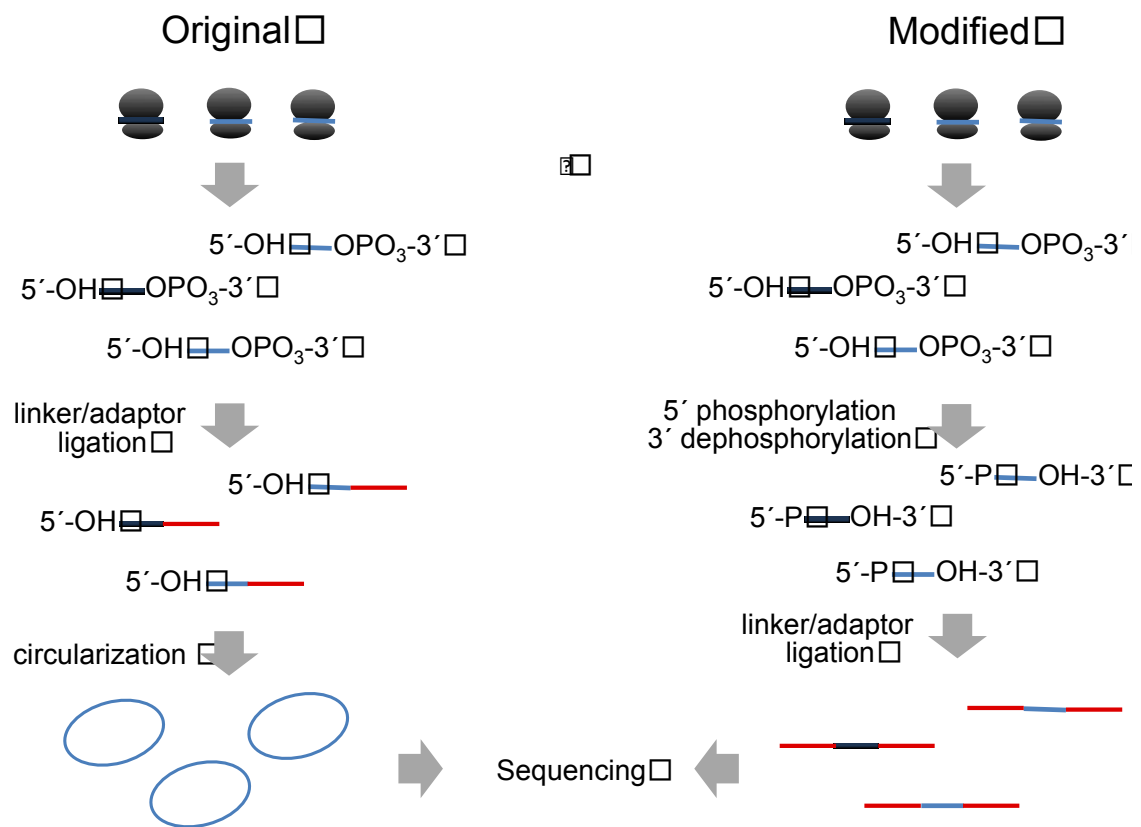 Original□
Modified□
5´-OH□OPO3-3´□
5´-OH□OPO3-3´□
5´-OH□OPO3-3´□
linker/adaptor
ligation□
5´-OH□
5´-OH□
5´-OH□
circularization □
5´-OH□OPO3-3´
5´-OH□OPO3-3´□
5´-OH□OPO3-3´□
5´ phosphorylation
3´ dephosphorylation□
5´-P□OH-3´□
5´-P□OH-3´□
5´-P□OH-3´□
linker/adaptor
ligation□
Sequencing□